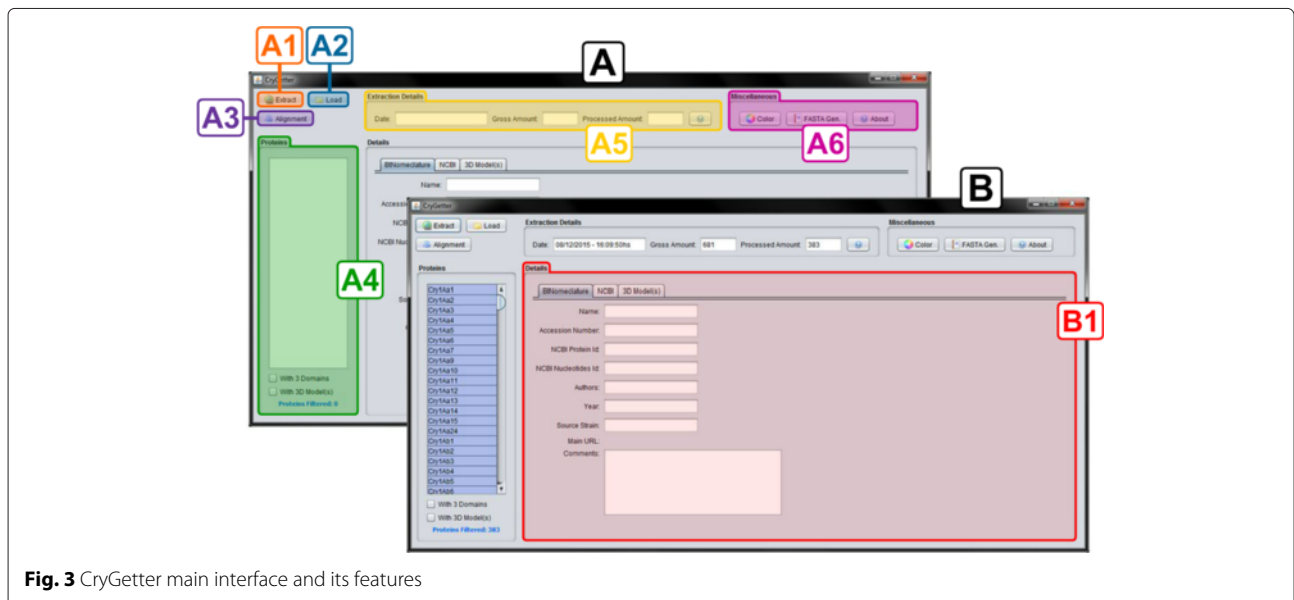 A1 A2
A
CryGetter
Extract Load
Extraction Details
Miscellaneous
A3
Alignment
Date: Gross Amount: Processed Amount:
Color FASTA Gen. About
A5
A6
Proteins
Details
BtNomedature NCBI 3D Model(s)
Name:
B
A4
With 3 Domains
With 3D Model(s)
Proteins Filtered: 0
CryGetter
Extract Load
Extraction Details
Miscellaneous
Alignment
Date: 08/12/2015 - 16:09:50hs Gross Amount: 681 Processed Amount: 383
Color FASTA Gen. About
Proteins
Details
Cry1Aa1
Cry1Aa2
Cry1Aa3
Cry1Aa4
Cry1Aa5
Cry1Aa6
Cry1Aa7
Cry1Aa9
Cry1Aa10
Cry1Aa11
Cry1Aa12
Cry1Aa13
Cry1Aa14
Cry1Aa15
Cry1Aa24
Cry1Ab1
Cry1Ab2
Cry1Ab3
Cry1Ab4
Cry1Ab5
Cry1Ab6
With 3 Domains
With 3D Model(s)
Proteins Filtered: 383
BtNomedature NCBI 3D Model(s)
B1
Name:
Accession Number:
NCBI Protein Id:
NCBI Nucleotides Id:
Authors:
Year:
Source Strain:
Main URL:
Comments:
Fig. 3 CryGetter main interface and its features